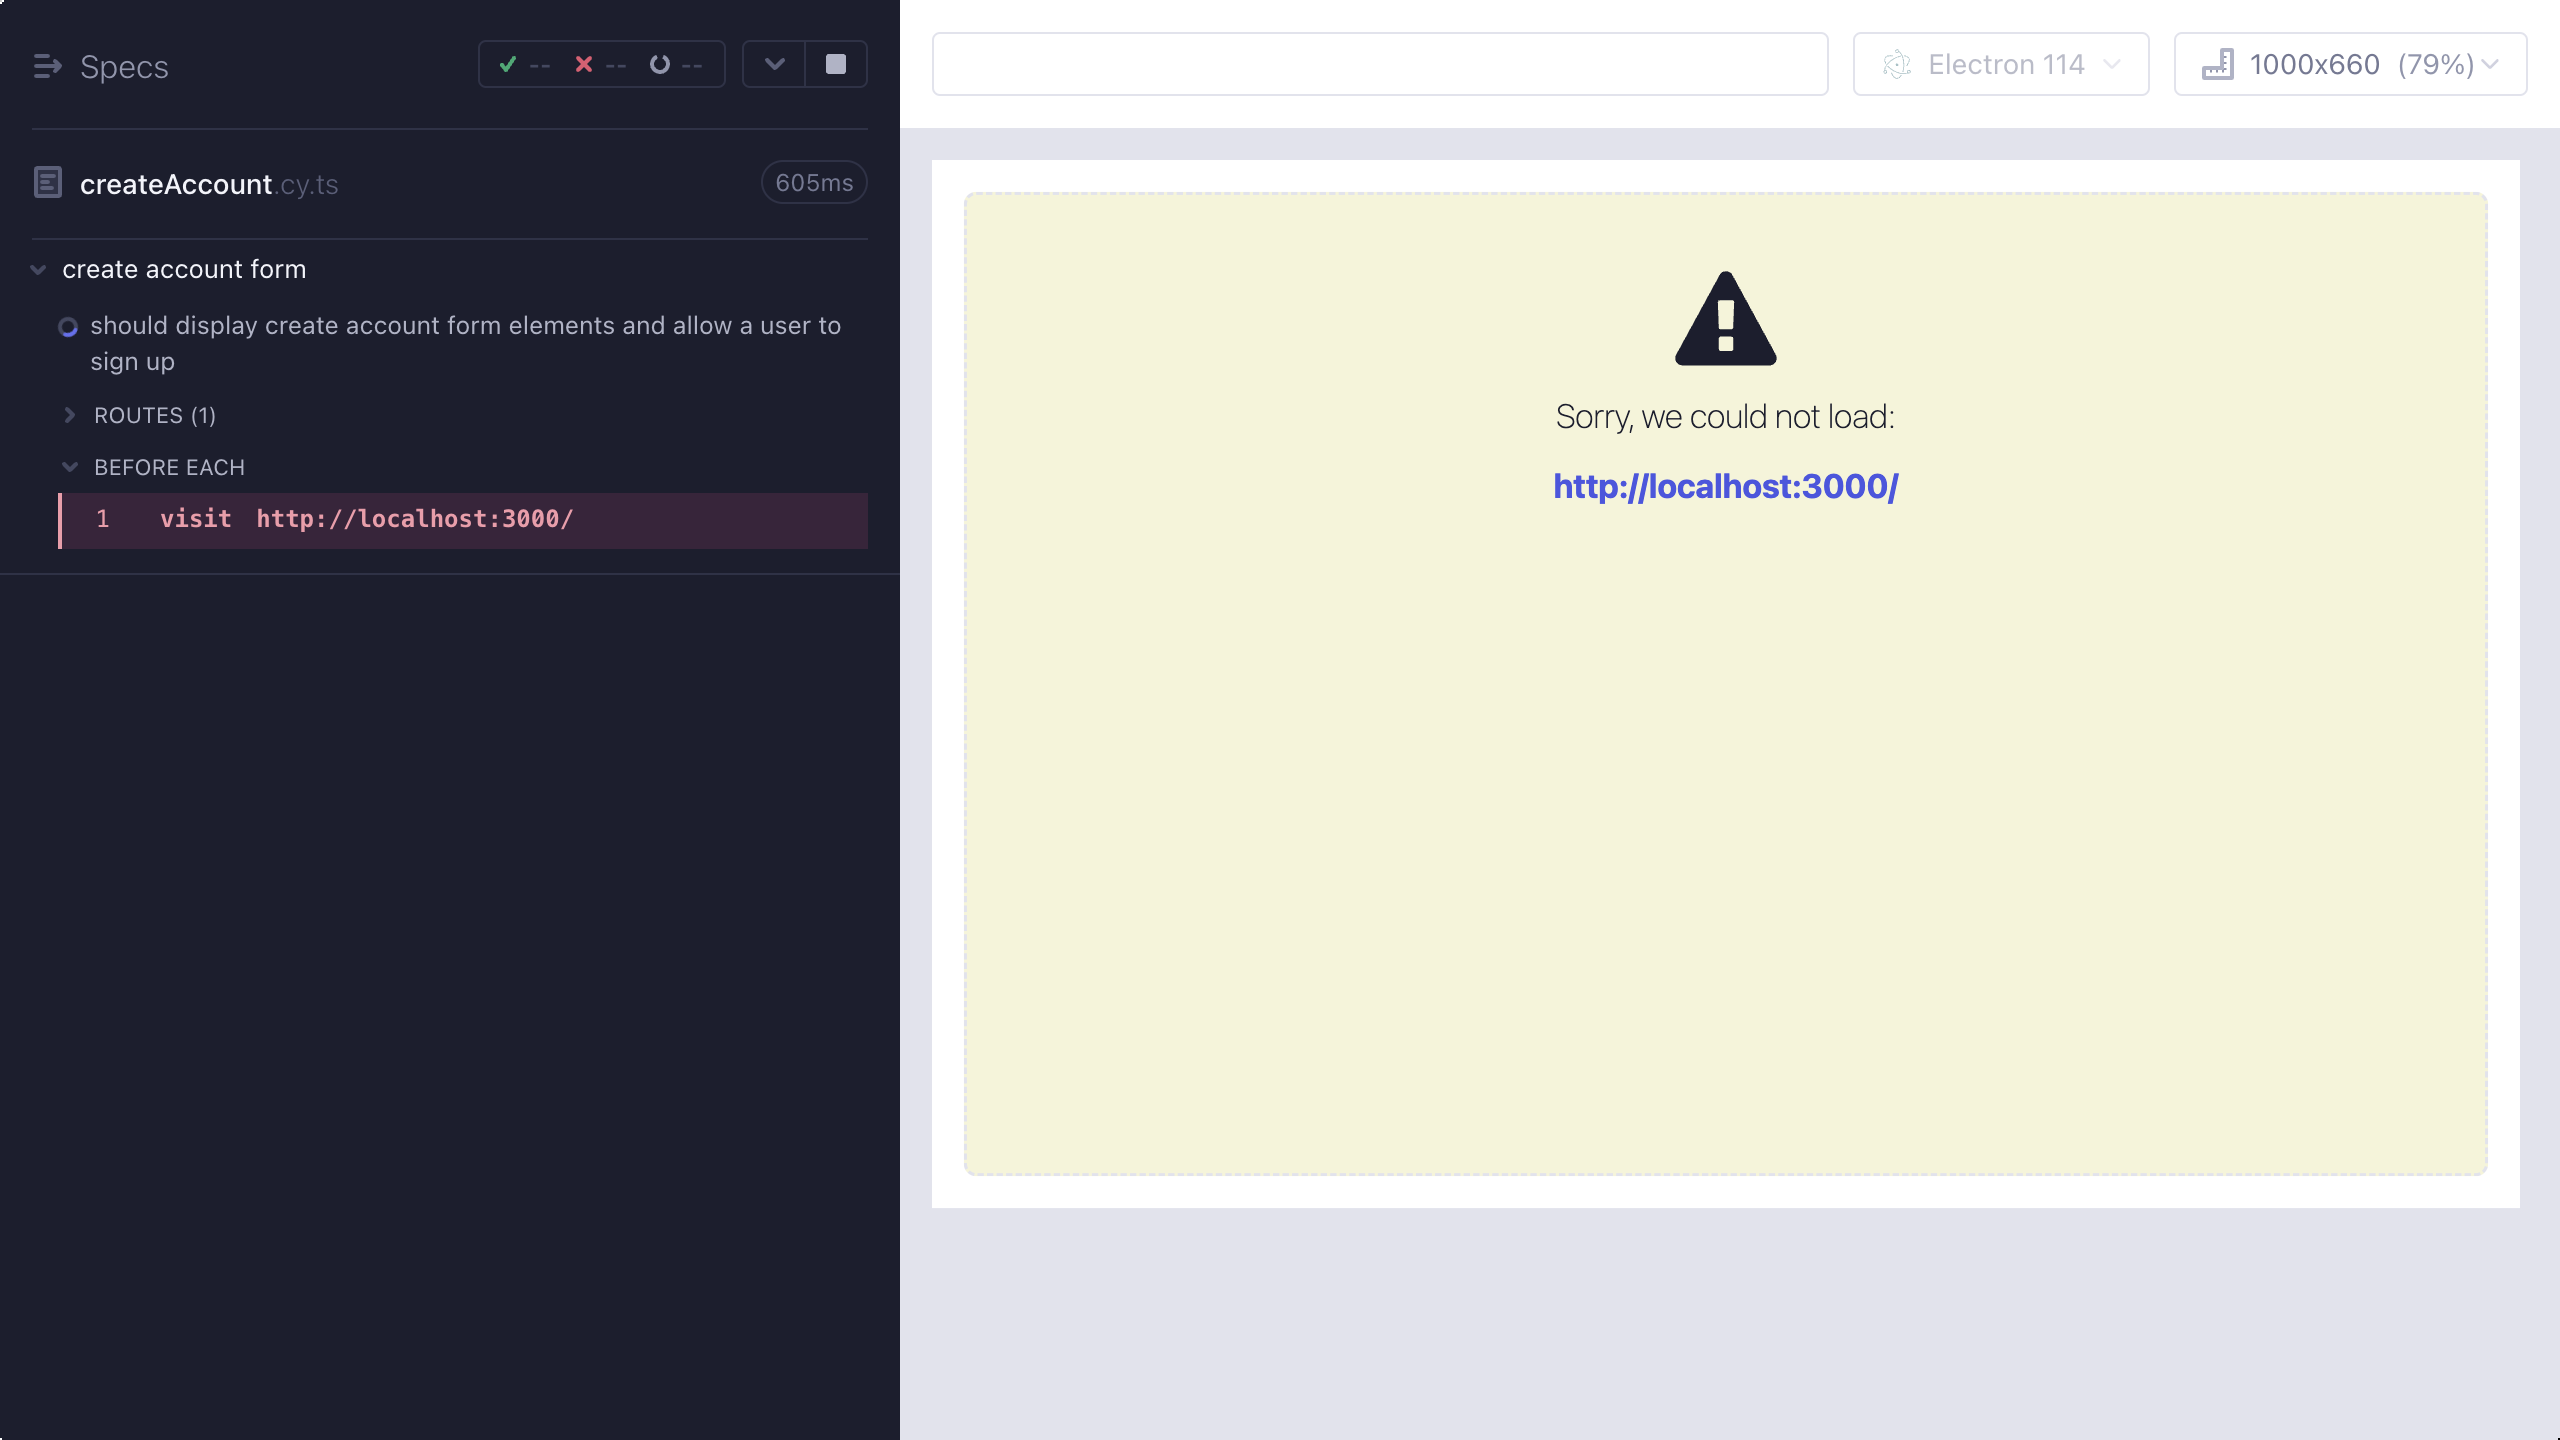 Specs
-- -- --
createAccount.cy.ts
605ms
create account form
should display create account form elements and allow a user to
sign up
ROUTES (1)
BEFORE EACH
1 visit http://localhost:3000/
Electron 114
1000x660 (79%)
Sorry, we could not load:
http://localhost:3000/